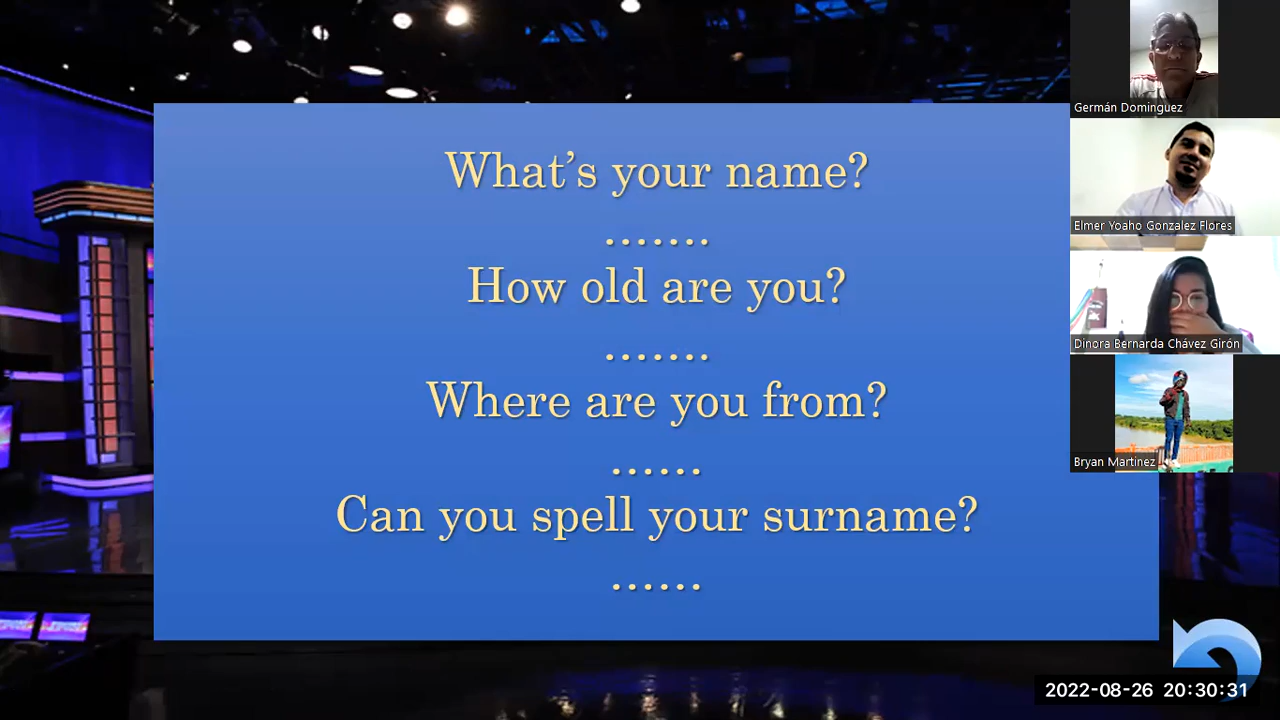 What's your name?
.......
How old are you?
.......
Where are you from?
......
Can you spell your surname?
......
Germán Dominguez
Elmer Yoaho Gonzalez Flores
Dinora Bernarda Chávez Girón
Bryan Martinez
2022-08-26 20:30:31